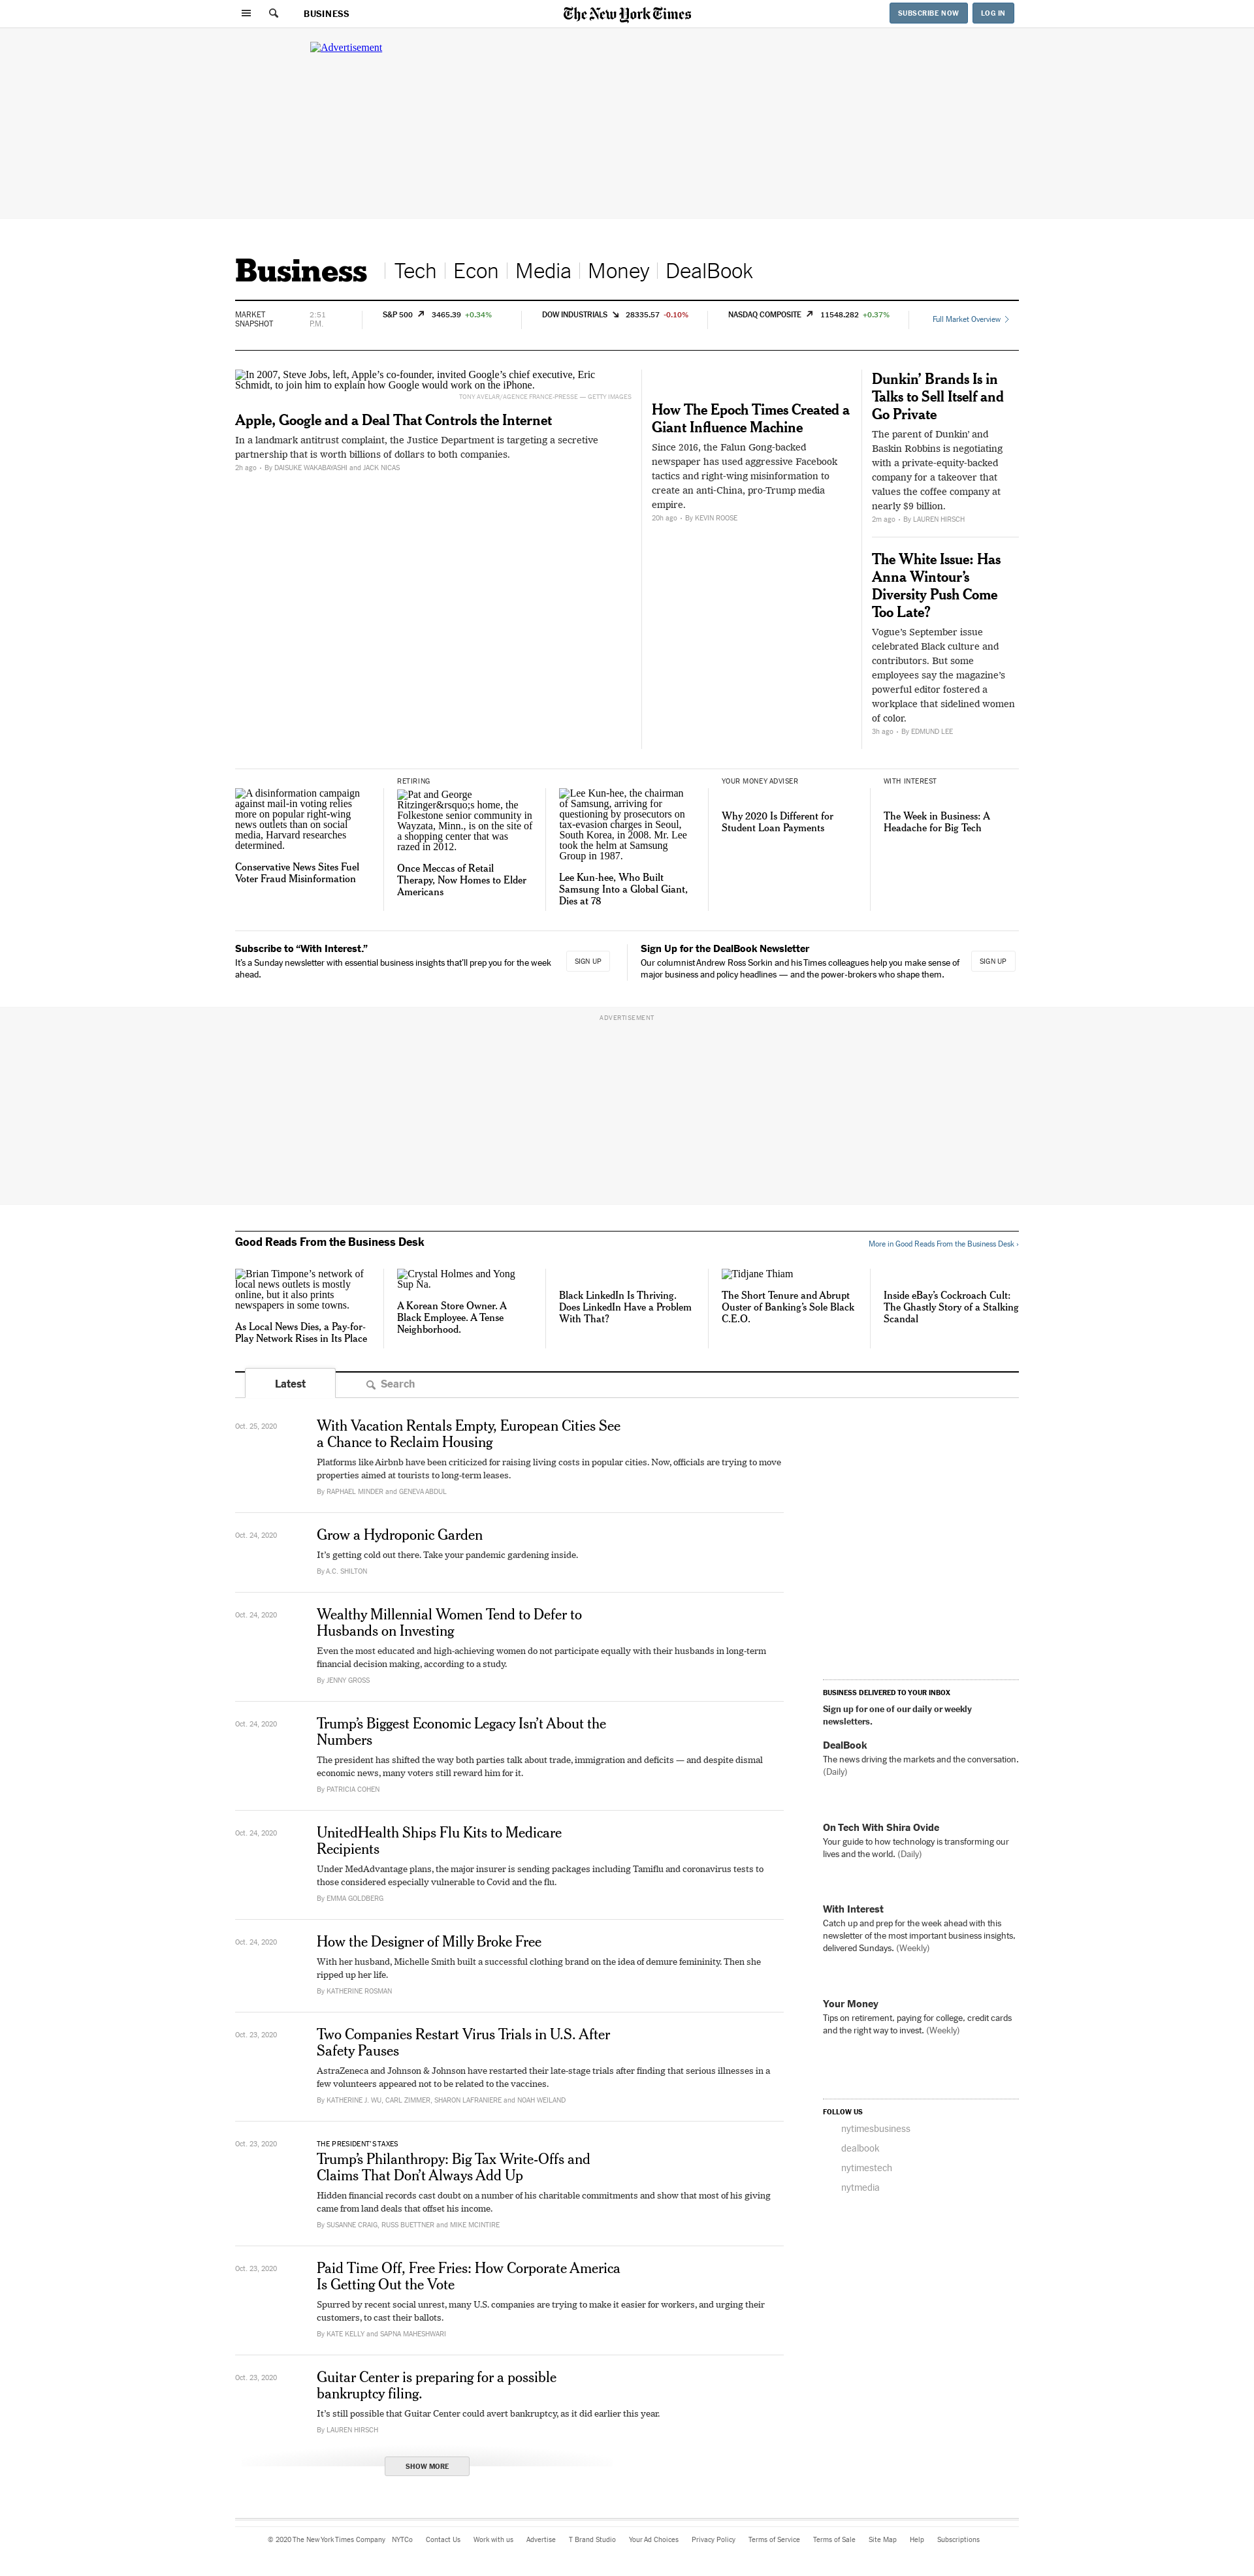 BUSINESS
The New York Times
SUBSCRIBE NOW
LOG IN
Advertisement
Business
Tech
Econ
Media
Money
DealBook
MARKET
SNAPSHOT
2:51
P.M.
S&P 500 3465.39 +0.34%
DOW INDUSTRIALS 28335.57 -0.10%
NASDAQ COMPOSITE 11548.282 +0.37%
Full Market Overview
In 2007, Steve Jobs, left, Apple’s co-founder, invited Google’s chief executive, Eric
Schmidt, to join him to explain how Google would work on the iPhone.
TONY AVELAR/AGENCE FRANCE-PRESSE — GETTY IMAGES
Apple, Google and a Deal That Controls the Internet
In a landmark antitrust complaint, the Justice Department is targeting a secretive
partnership that is worth billions of dollars to both companies.
2h ago • By DAISUKE WAKABAYASHI and JACK NICAS
How The Epoch Times Created a
Giant Influence Machine
Since 2016, the Falun Gong-backed
newspaper has used aggressive Facebook
tactics and right-wing misinformation to
create an anti-China, pro-Trump media
empire.
20h ago • By KEVIN ROOSE
Dunkin’ Brands Is in
Talks to Sell Itself and
Go Private
The parent of Dunkin’ and
Baskin Robbins is negotiating
with a private-equity-backed
company for a takeover that
values the coffee company at
nearly $9 billion.
2m ago • By LAUREN HIRSCH
The White Issue: Has
Anna Wintour’s
Diversity Push Come
Too Late?
Vogue’s September issue
celebrated Black culture and
contributors. But some
employees say the magazine’s
powerful editor fostered a
workplace that sidelined women
of color.
3h ago • By EDMUND LEE
A disinformation campaign
against mail-in voting relies
more on popular right-wing
news outlets than on social
media, Harvard researches
determined.
Conservative News Sites Fuel
Voter Fraud Misinformation
RETIRING
Pat and George
Ritzinger&rsquo;s home, the
Folkestone senior community in
Wayzata, Minn., is on the site of
a shopping center that was
razed in 2012.
Once Meccas of Retail
Therapy, Now Homes to Elder
Americans
Lee Kun-hee, the chairman
of Samsung, arriving for
questioning by prosecutors on
tax-evasion charges in Seoul,
South Korea, in 2008. Mr. Lee
took the helm at Samsung
Group in 1987.
Lee Kun-hee, Who Built
Samsung Into a Global Giant,
Dies at 78
YOUR MONEY ADVISER
Why 2020 Is Different for
Student Loan Payments
WITH INTEREST
The Week in Business: A
Headache for Big Tech
Subscribe to “With Interest.”
It’s a Sunday newsletter with essential business insights that’ll prep you for the week
ahead.
SIGN UP
Sign Up for the DealBook Newsletter
Our columnist Andrew Ross Sorkin and his Times colleagues help you make sense of
major business and policy headlines — and the power-brokers who shape them.
SIGN UP
ADVERTISEMENT
Good Reads From the Business Desk
More in Good Reads From the Business Desk ›
Brian Timpone’s network of
local news outlets is mostly
online, but it also prints
newspapers in some towns.
As Local News Dies, a Pay-for-
Play Network Rises in Its Place
Crystal Holmes and Yong
Sup Na.
A Korean Store Owner. A
Black Employee. A Tense
Neighborhood.
Black LinkedIn Is Thriving.
Does LinkedIn Have a Problem
With That?
Tidjane Thiam
The Short Tenure and Abrupt
Ouster of Banking’s Sole Black
C.E.O.
Inside eBay’s Cockroach Cult:
The Ghastly Story of a Stalking
Scandal
Latest
Search
Oct. 25, 2020
With Vacation Rentals Empty, European Cities See
a Chance to Reclaim Housing
Platforms like Airbnb have been criticized for raising living costs in popular cities. Now, officials are trying to move
properties aimed at tourists to long-term leases.
By RAPHAEL MINDER and GENEVA ABDUL
Oct. 24, 2020
Grow a Hydroponic Garden
It’s getting cold out there. Take your pandemic gardening inside.
By A.C. SHILTON
Oct. 24, 2020
Wealthy Millennial Women Tend to Defer to
Husbands on Investing
Even the most educated and high-achieving women do not participate equally with their husbands in long-term
financial decision making, according to a study.
By JENNY GROSS
Oct. 24, 2020
Trump’s Biggest Economic Legacy Isn’t About the
Numbers
The president has shifted the way both parties talk about trade, immigration and deficits — and despite dismal
economic news, many voters still reward him for it.
By PATRICIA COHEN
Oct. 24, 2020
UnitedHealth Ships Flu Kits to Medicare
Recipients
Under MedAdvantage plans, the major insurer is sending packages including Tamiflu and coronavirus tests to
those considered especially vulnerable to Covid and the flu.
By EMMA GOLDBERG
Oct. 24, 2020
How the Designer of Milly Broke Free
With her husband, Michelle Smith built a successful clothing brand on the idea of demure femininity. Then she
ripped up her life.
By KATHERINE ROSMAN
Oct. 23, 2020
Two Companies Restart Virus Trials in U.S. After
Safety Pauses
AstraZeneca and Johnson & Johnson have restarted their late-stage trials after finding that serious illnesses in a
few volunteers appeared not to be related to the vaccines.
By KATHERINE J. WU, CARL ZIMMER, SHARON LAFRANIERE and NOAH WEILAND
Oct. 23, 2020
THE PRESIDENT’S TAXES
Trump’s Philanthropy: Big Tax Write-Offs and
Claims That Don’t Always Add Up
Hidden financial records cast doubt on a number of his charitable commitments and show that most of his giving
came from land deals that offset his income.
By SUSANNE CRAIG, RUSS BUETTNER and MIKE MCINTIRE
Oct. 23, 2020
Paid Time Off, Free Fries: How Corporate America
Is Getting Out the Vote
Spurred by recent social unrest, many U.S. companies are trying to make it easier for workers, and urging their
customers, to cast their ballots.
By KATE KELLY and SAPNA MAHESHWARI
Oct. 23, 2020
Guitar Center is preparing for a possible
bankruptcy filing.
It’s still possible that Guitar Center could avert bankruptcy, as it did earlier this year.
By LAUREN HIRSCH
SHOW MORE
BUSINESS DELIVERED TO YOUR INBOX
Sign up for one of our daily or weekly
newsletters.
DealBook
The news driving the markets and the conversation.
(Daily)
On Tech With Shira Ovide
Your guide to how technology is transforming our
lives and the world. (Daily)
With Interest
Catch up and prep for the week ahead with this
newsletter of the most important business insights,
delivered Sundays. (Weekly)
Your Money
Tips on retirement, paying for college, credit cards
and the right way to invest. (Weekly)
FOLLOW US
nytimesbusiness
dealbook
nytimestech
nytmedia
© 2020 The New York Times Company NYTCo Contact Us Work with us Advertise T Brand Studio Your Ad Choices Privacy Policy Terms of Service Terms of Sale Site Map Help Subscriptions